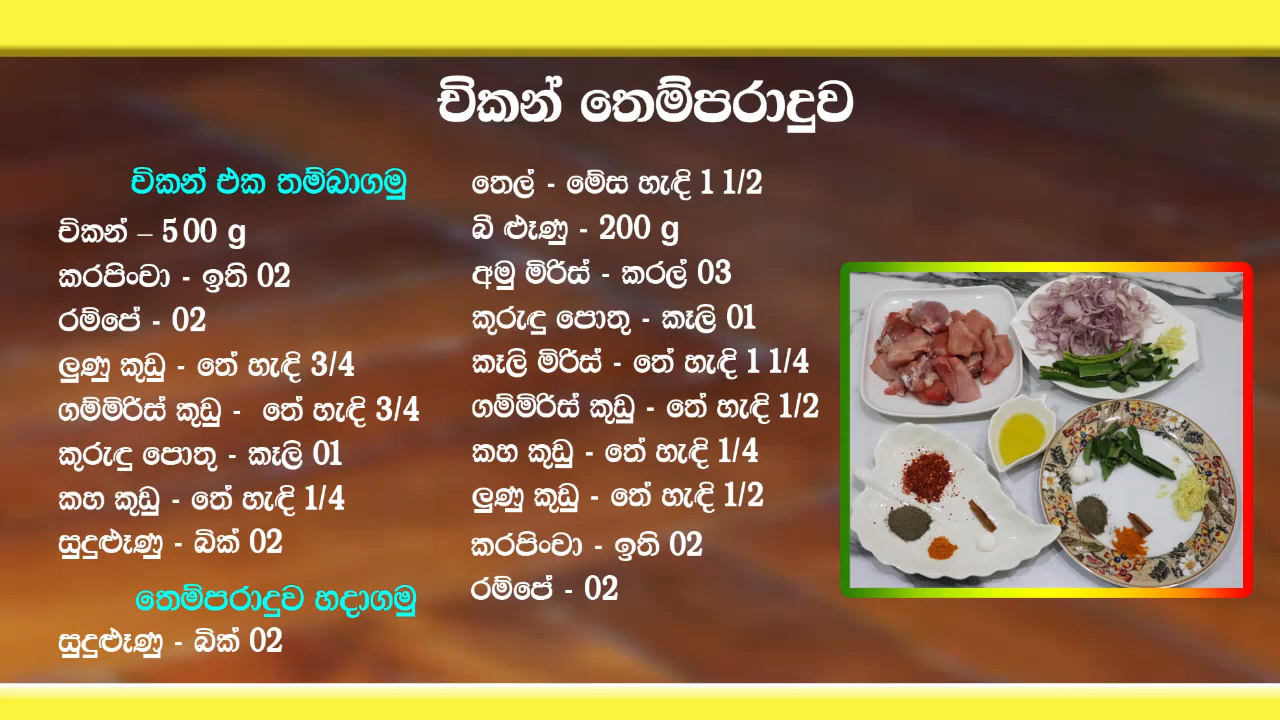 චිකන් තෙම්පරාදුව
චිකන් එක තම්බාගමු
චිකන් – 500 g
කරපිංචා - ඉති 02
රම්පේ - 02
ලුණු කුඩු - තේ හැඳි 3/4
ගම්මිරිස් කුඩු - තේ හැඳි 3/4
කුරුඳු පොතු - කෑලි 01
කහ කුඩු - තේ හැඳි 1/4
සුදුළූණු - බික් 02
තෙම්පරාදුව හදාගමු
සුදුළූණු - බික් 02
තෙල් - මේස හැඳි 1 1/2
බී ළූණු - 200 g
අමු මිරිස් - කරල් 03
කුරුඳු පොතු - කෑලි 01
කෑලි මිරිස් - තේ හැඳි 1 1/4
ගම්මිරිස් කුඩු - තේ හැඳි 1/2
කහ කුඩු - තේ හැඳි 1/4
ලුණු කුඩු - තේ හැඳි 1/2
කරපිංචා - ඉති 02
රම්පේ - 02